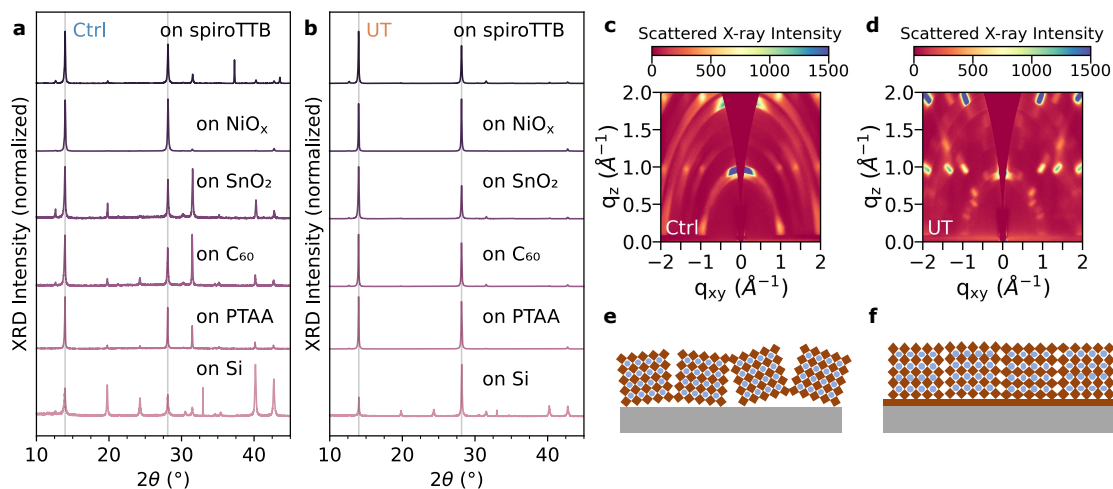 a
Ctrl
on spiroTTB
on NiOₓ
on SnO₂
on C₆₀
on PTAA
on Si
XRD Intensity (normalized)
10 20 30 40
2θ (°)
b
UT
on spiroTTB
on NiOₓ
on SnO₂
on C₆₀
on PTAA
on Si
XRD Intensity (normalized)
10 20 30 40
2θ (°)
c
Scattered X-ray Intensity
0 500 1000 1500
2.0
1.5
1.0
0.5
0.0
q_z (Å⁻¹)
Ctrl
−2 −1 0 1 2
q_xy (Å⁻¹)
d
Scattered X-ray Intensity
0 500 1000 1500
2.0
1.5
1.0
0.5
0.0
q_z (Å⁻¹)
UT
−2 −1 0 1 2
q_xy (Å⁻¹)
e
f